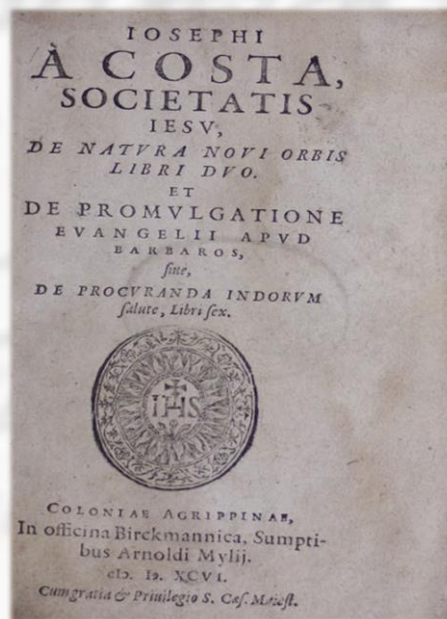 IOSEPHI
À COSTA,
SOCIETATIS
IESV,
DE NATVRA NOVI ORBIS
LIBRI DVO.
ET
DE PROMVLGATIONE
EVANGELII APVD
BARBAROS,
ſiue,
DE PROCVRANDA INDORVM
ſalute, Libri ſex.
IHS
COLONIAE AGRIPPINAE,
In officina Birckmannica, Sumpti-
bus Arnoldi Mylij.
cIↃ. IↃ. XCVI.
Cum gratia & Priuilegio S. Cæſ. Maieſt.